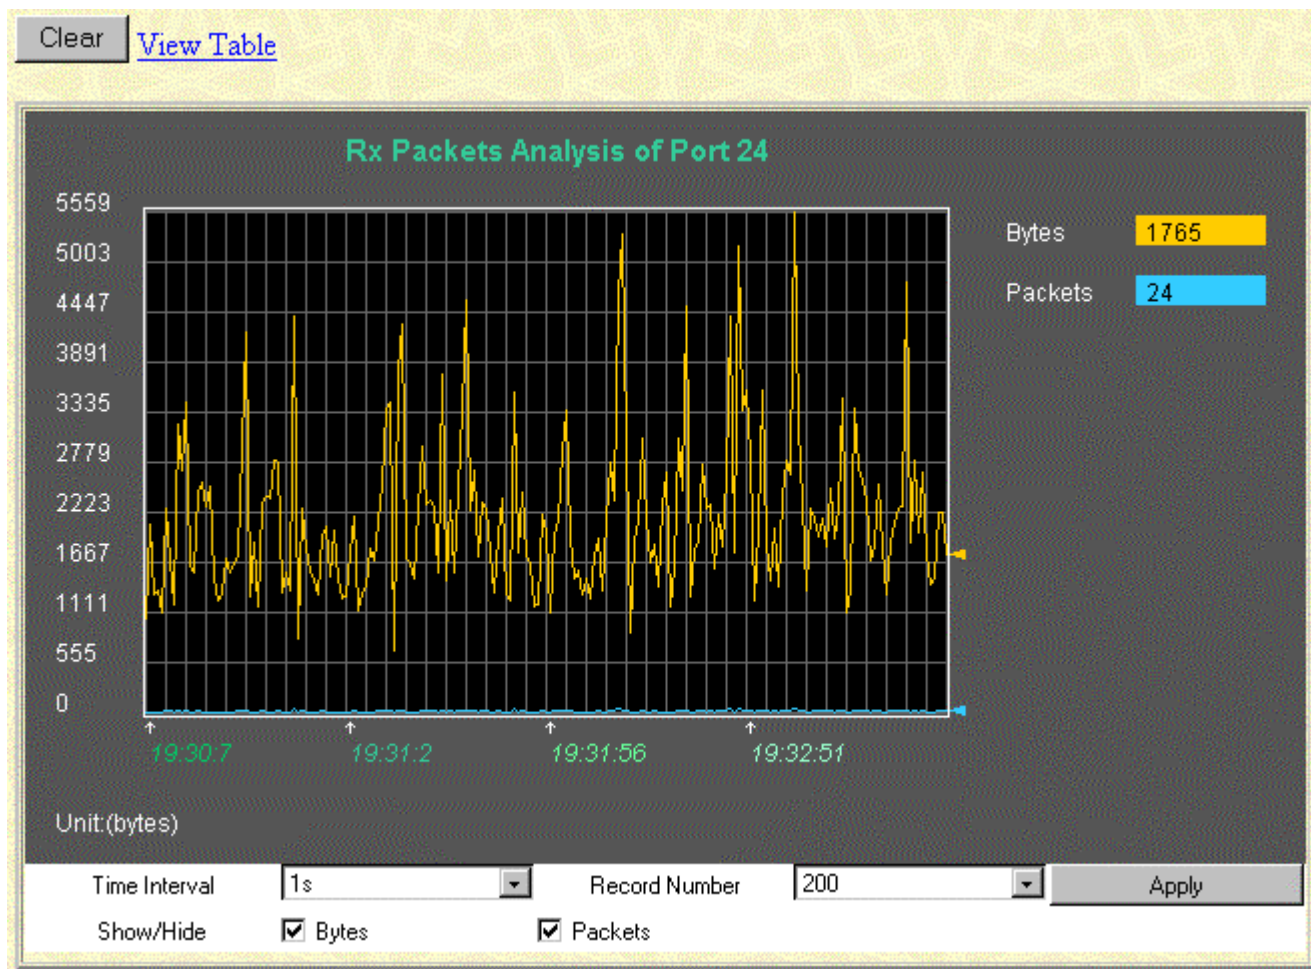 Clear View Table
Rx Packets Analysis of Port 24
5559
5003
4447
3891
3335
2779
2223
1667
1111
555
0
Bytes 1765
Packets 24
19:30:7 19:31:2 19:31:56 19:32:51
Unit:(bytes)
Time Interval 1s Record Number 200 Apply
Show/Hide Bytes Packets